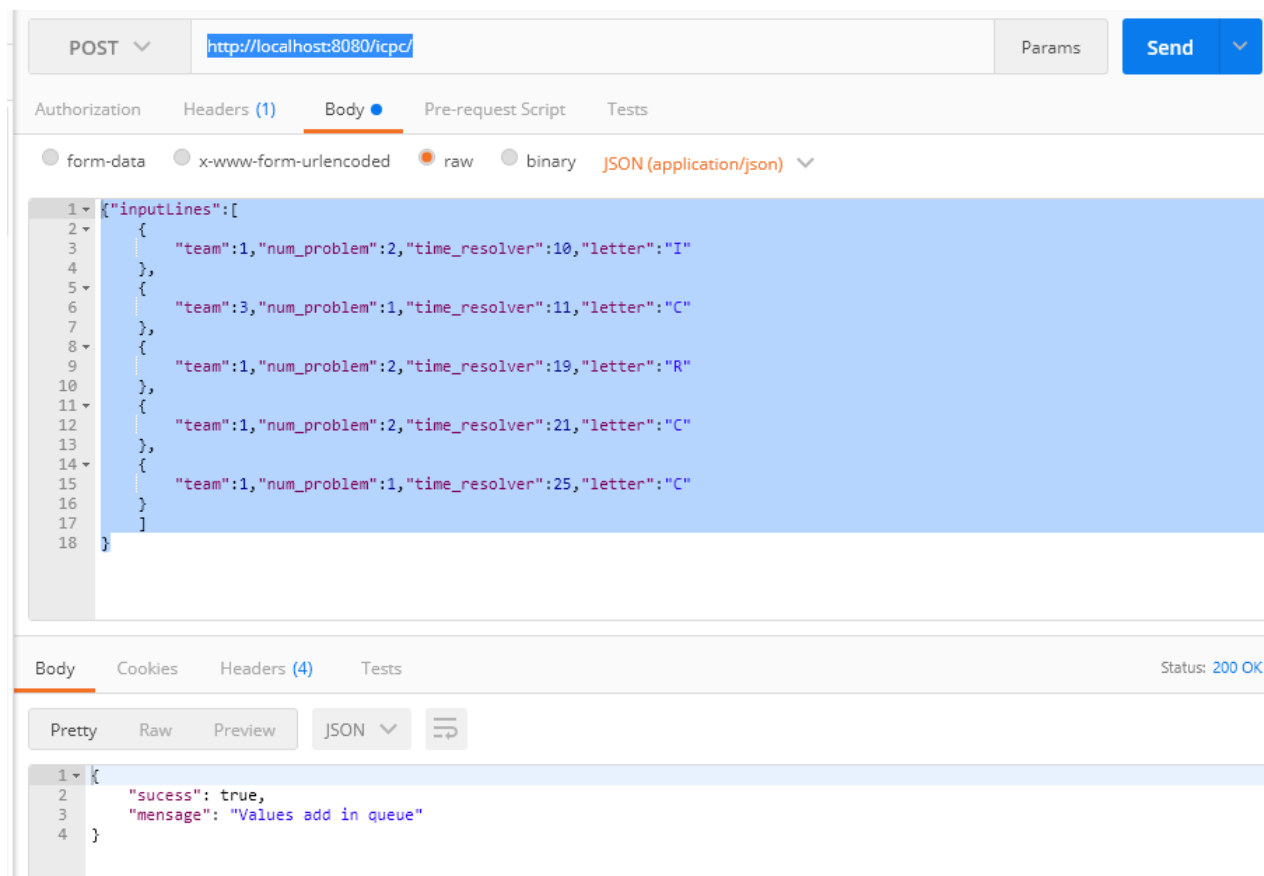 POST http://localhost:8080/icpc/ Params Send
Authorization Headers (1) Body Pre-request Script Tests
form-data x-www-form-urlencoded raw binary JSON (application/json)
1 {"inputLines":[
2 {
3 "team":1,"num_problem":2,"time_resolver":10,"letter":"I"
4 },
5 {
6 "team":3,"num_problem":1,"time_resolver":11,"letter":"C"
7 },
8 {
9 "team":1,"num_problem":2,"time_resolver":19,"letter":"R"
10 },
11 {
12 "team":1,"num_problem":2,"time_resolver":21,"letter":"C"
13 },
14 {
15 "team":1,"num_problem":1,"time_resolver":25,"letter":"C"
16 }
17 ]
18 }
Body Cookies Headers (4) Tests Status: 200 OK
Pretty Raw Preview JSON
1 {
2 "sucess": true,
3 "mensage": "Values add in queue"
4 }